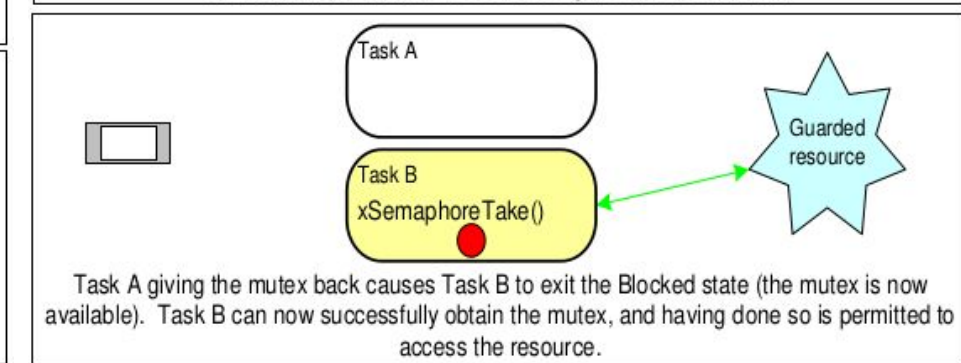 Task A
Guarded
resource
Task B
xSemaphoreTake()
Task A giving the mutex back causes Task B to exit the Blocked state (the mutex is now
available). Task B can now successfully obtain the mutex, and having done so is permitted to
access the resource.